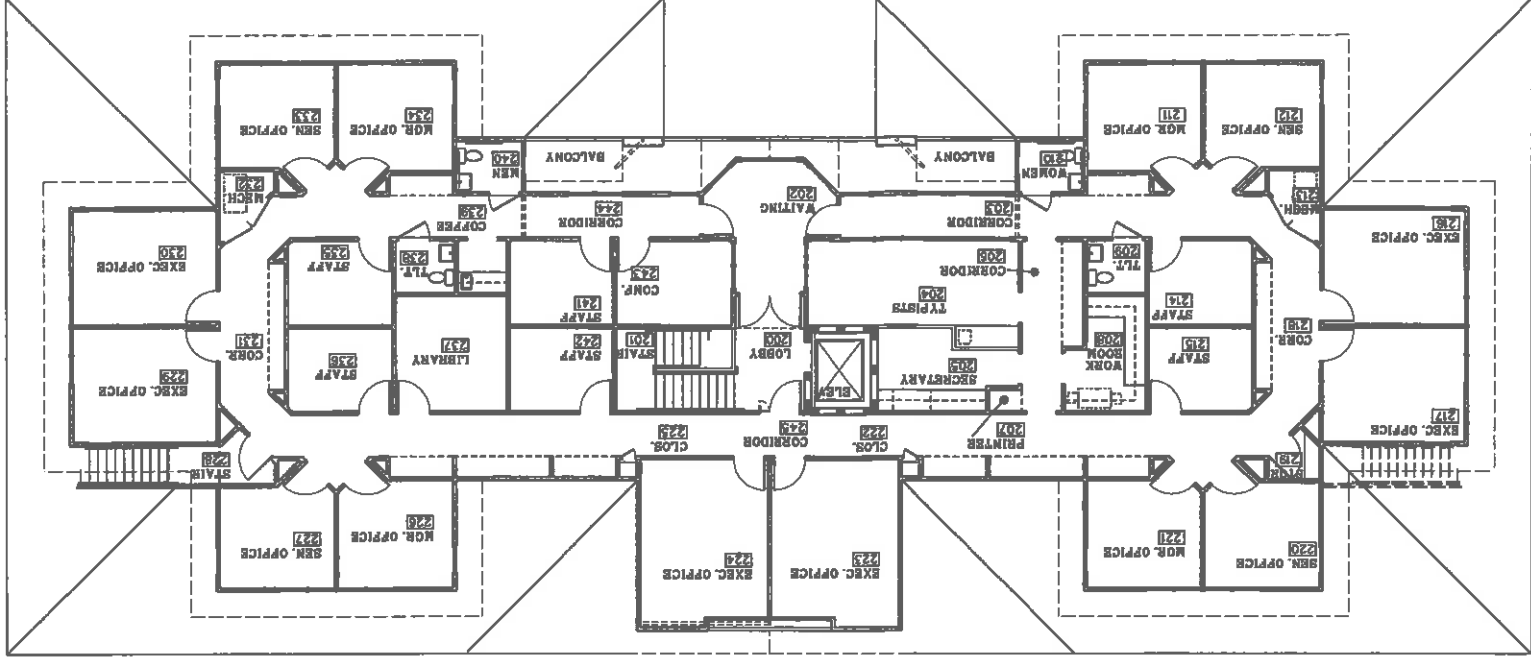 SEN. OFFICE
220
MGR. OFFICE
221
EXEC. OFFICE
223
EXEC. OFFICE
224
MGR. OFFICE
226
SEN. OFFICE
227
STAIR
219
STAIR
228
EXEC. OFFICE
217
PRINTER
207
CLOS.
222
CORRIDOR
245
CLOS.
225
EXEC. OFFICE
229
STAFF
215
WORK
ROOM
208
SECRETARY
205
ELEV
LOBBY
200
STAIR
201
STAFF
242
LIBRARY
237
STAFF
236
CORR.
218
STAFF
214
TYPISTS
204
CORRIDOR
206
CONF.
243
STAFF
241
CORR.
231
EXEC. OFFICE
216
TLT.
209
TLT.
238
STAFF
235
EXEC. OFFICE
230
MECH.
213
CORRIDOR
203
WAITING
202
CORRIDOR
244
COFFEE
239
MECH.
232
WOMEN
210
BALCONY
BALCONY
MEN
240
SEN. OFFICE
212
MGR. OFFICE
211
MGR. OFFICE
234
SEN. OFFICE
233